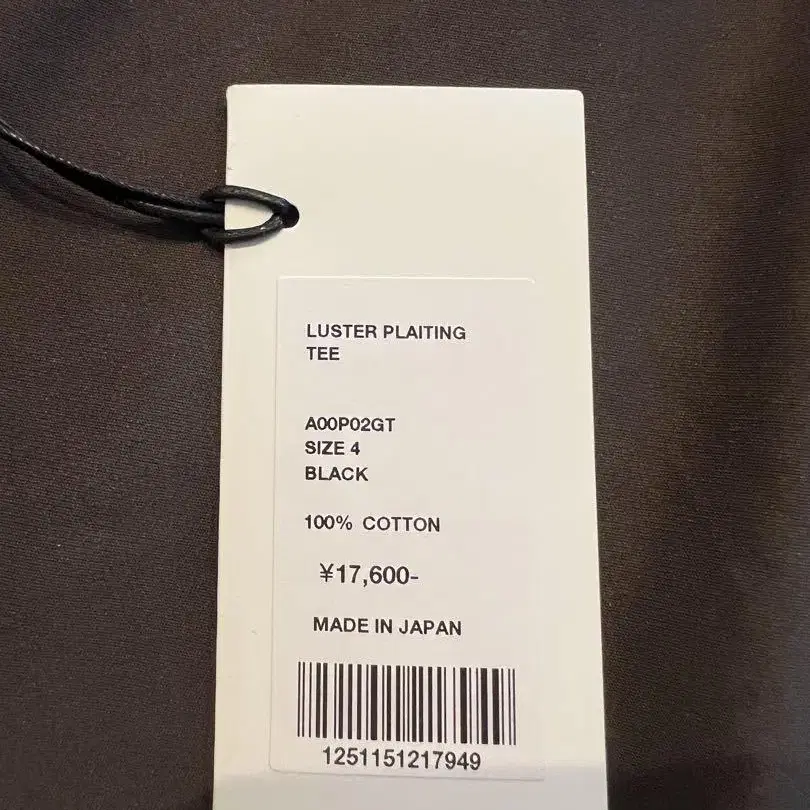 LUSTER PLAITING
TEE
A00P02GT
SIZE 4
BLACK
100% COTTON
¥17,600-
MADE IN JAPAN
1251151217949